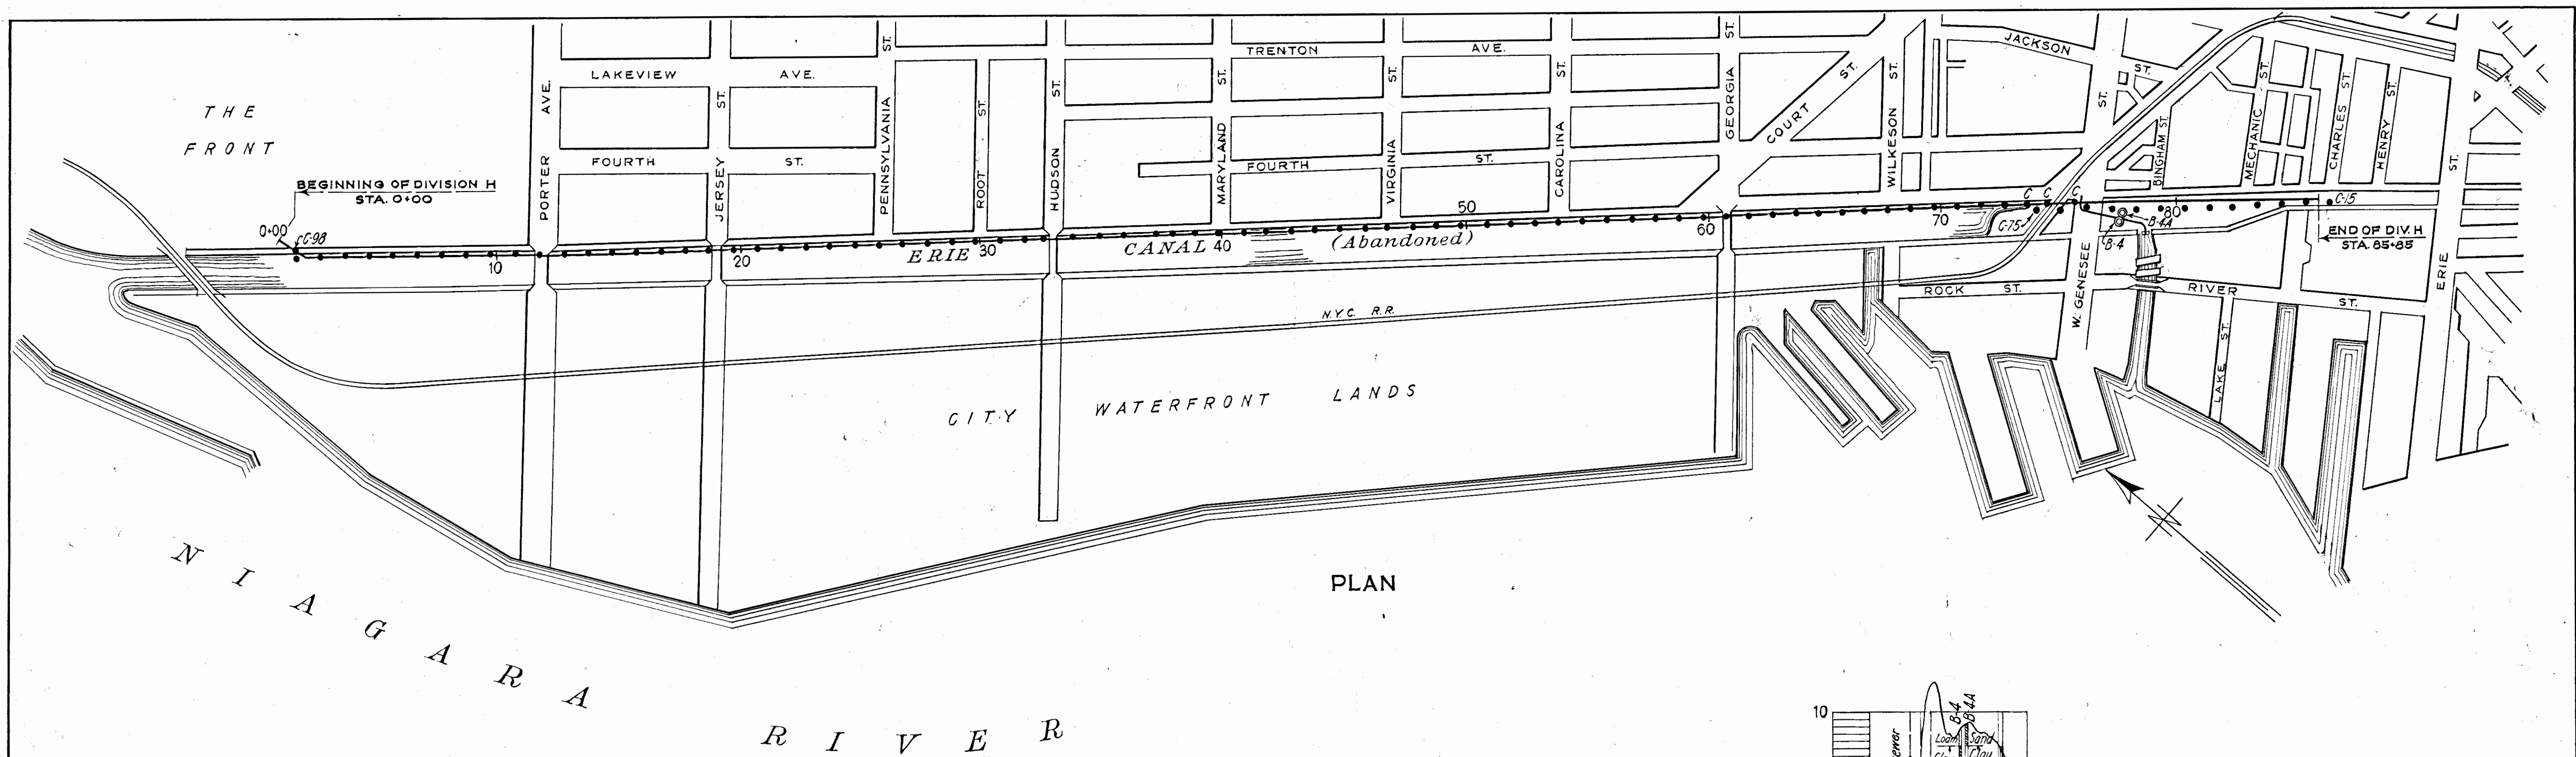 THE
FRONT
BEGINNING OF DIVISION H
STA. 0+00
0+00
C-98
PORTER AVE.
LAKEVIEW AVE.
FOURTH ST.
JERSEY ST.
PENNSYLVANIA ST.
ROOT ST.
HUDSON ST.
MARYLAND ST.
TRENTON AVE.
FOURTH ST.
VIRGINIA ST.
CAROLINA ST.
GEORGIA ST.
COURT ST.
WILKESON ST.
JACKSON ST.
ST.
BINGHAM ST.
MECHANIC ST.
CHARLES ST.
HENRY ST.
ERIE ST.
10
20
30
40
50
60
70
80
ERIE CANAL (Abandoned)
C C C
C-75
B-4
B-4A
C-15
END OF DIV. H
STA. 85+85
N.Y.C. R.R.
ROCK ST.
W. GENESEE
RIVER ST.
LAKE ST.
CITY WATERFRONT LANDS
N
PLAN
NIAGARA
RIVER
10
B-4
B-4A
Loam
Sand
Clay